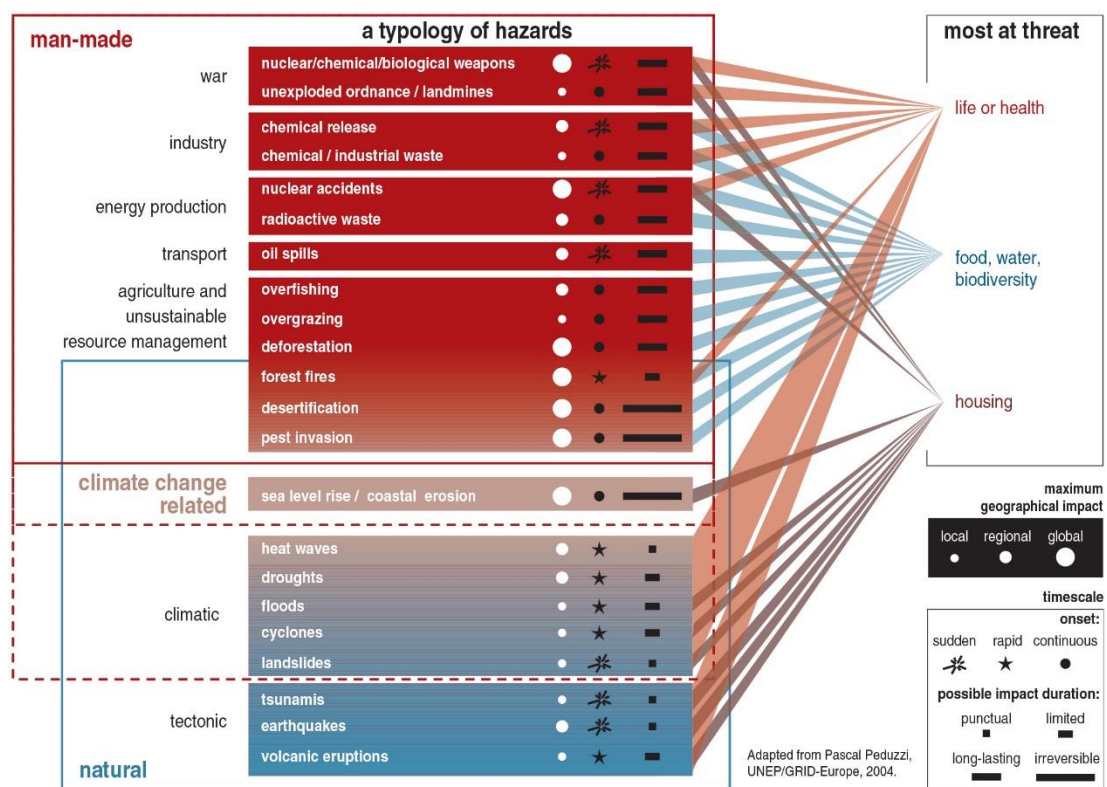 a typology of hazards
man-made
war
nuclear/chemical/biological weapons
unexploded ordnance / landmines
industry
chemical release
chemical / industrial waste
energy production
nuclear accidents
radioactive waste
transport
oil spills
agriculture and
unsustainable
resource management
overfishing
overgrazing
deforestation
forest fires
desertification
pest invasion
climate change
related
sea level rise / coastal erosion
climatic
heat waves
droughts
floods
cyclones
landslides
tectonic
tsunamis
earthquakes
volcanic eruptions
natural
most at threat
life or health
food, water,
biodiversity
housing
maximum
geographical impact
local regional global
timescale
onset:
sudden rapid continuous
possible impact duration:
punctual limited
long-lasting irreversible
Adapted from Pascal Peduzzi,
UNEP/GRID-Europe, 2004.